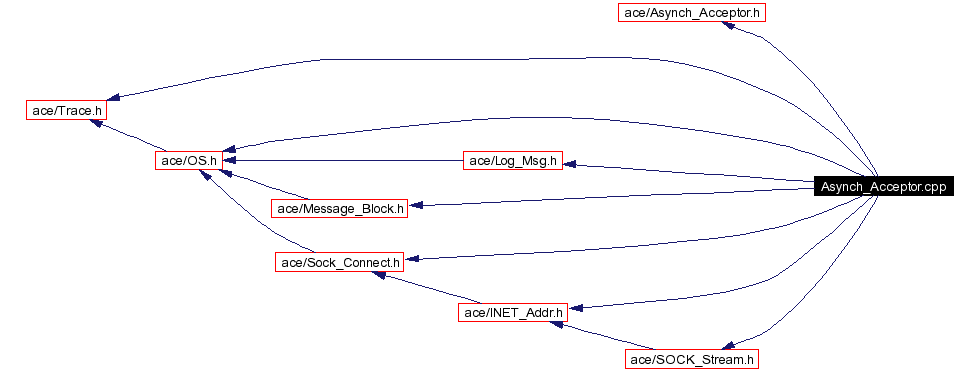 ace/Asynch_Acceptor.h
ace/Trace.h
ace/OS.h
ace/Log_Msg.h
Asynch_Acceptor.cpp
ace/Message_Block.h
ace/Sock_Connect.h
ace/INET_Addr.h
ace/SOCK_Stream.h